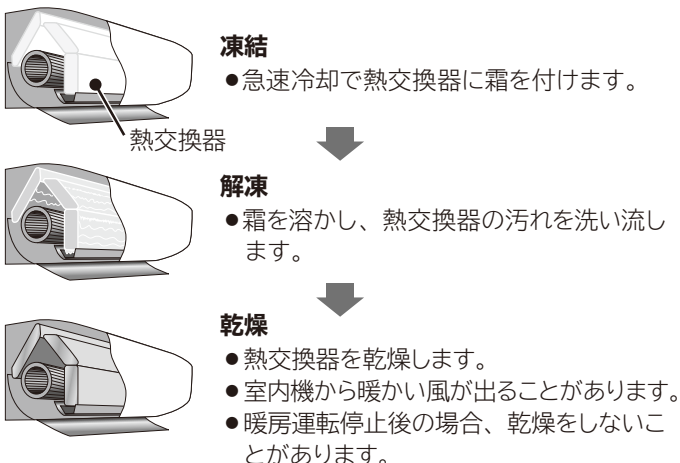 凍結
●急速冷却で熱交換器に霜を付けます。
熱交換器
解凍
●霜を溶かし、熱交換器の汚れを洗い流し
ます。
乾燥
●熱交換器を乾燥します。
●室内機から暖かい風が出ることがあります。
●暖房運転停止後の場合、乾燥をしないこ
とがあります。